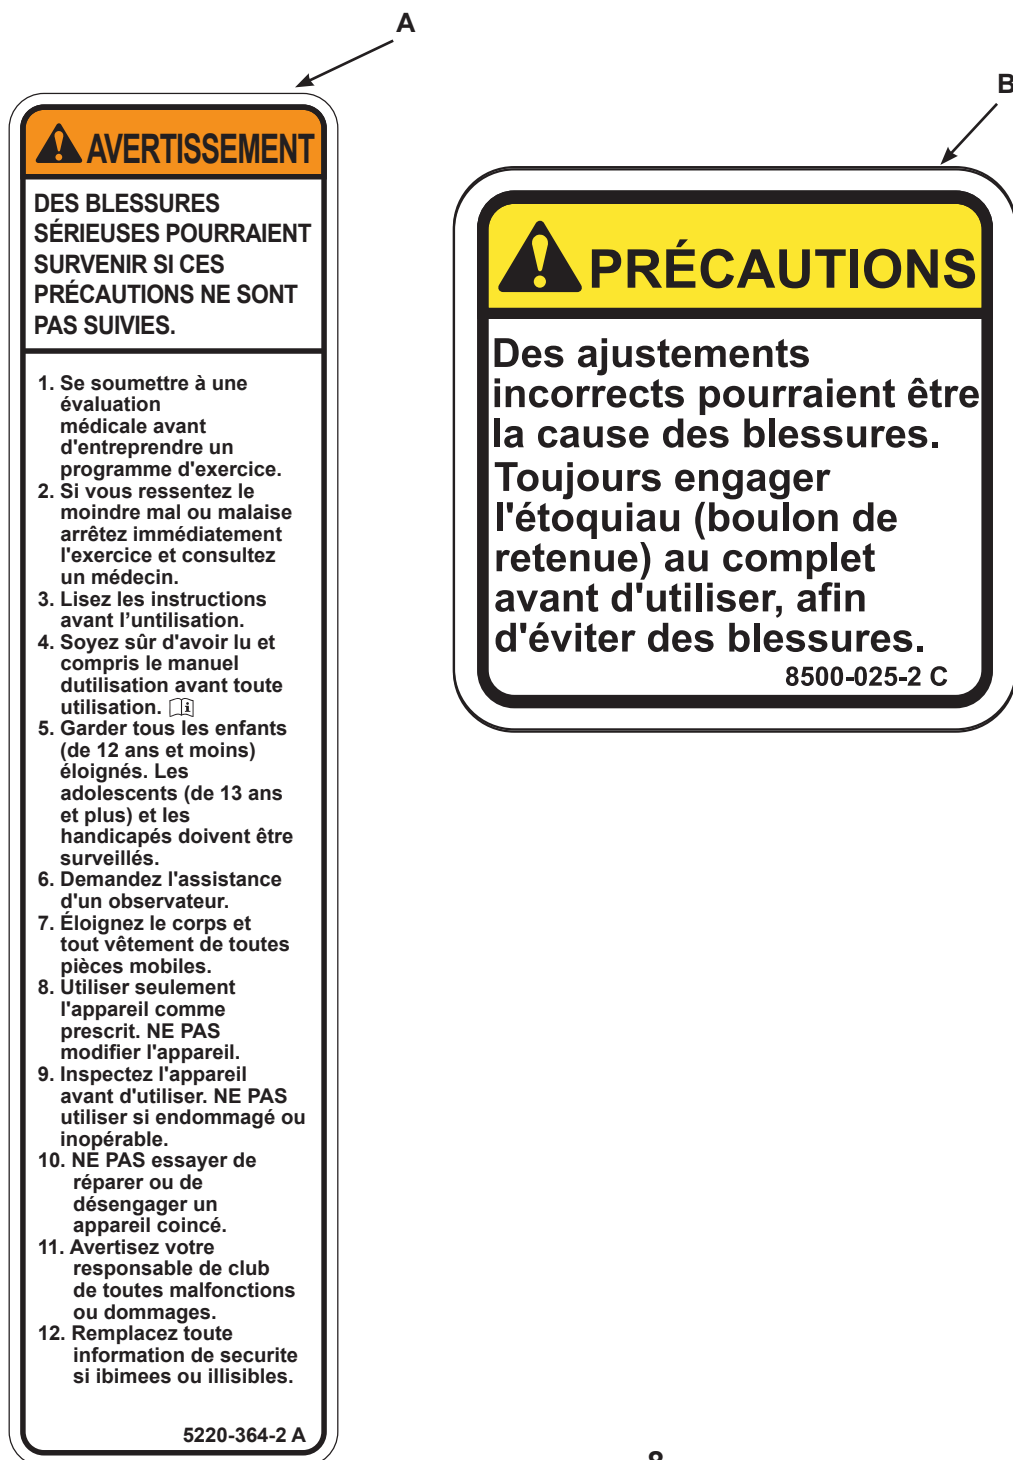 A
AVERTISSEMENT
DES BLESSURES
SÉRIEUSES POURRAIENT
SURVENIR SI CES
PRÉCAUTIONS NE SONT
PAS SUIVIES.
1. Se soumettre à une
évaluation
médicale avant
d'entreprendre un
programme d'exercice.
2. Si vous ressentez le
moindre mal ou malaise
arrêtez immédiatement
l'exercice et consultez
un médecin.
3. Lisez les instructions
avant l’untilisation.
4. Soyez sûr d'avoir lu et
compris le manuel
dutilisation avant toute
utilisation.
5. Garder tous les enfants
(de 12 ans et moins)
éloignés. Les
adolescents (de 13 ans
et plus) et les
handicapés doivent être
surveillés.
6. Demandez l'assistance
d'un observateur.
7. Éloignez le corps et
tout vêtement de toutes
pièces mobiles.
8. Utiliser seulement
l'appareil comme
prescrit. NE PAS
modifier l'appareil.
9. Inspectez l'appareil
avant d'utiliser. NE PAS
utiliser si endommagé ou
inopérable.
10. NE PAS essayer de
réparer ou de
désengager un
appareil coincé.
11. Avertisez votre
responsable de club
de toutes malfonctions
ou dommages.
12. Remplacez toute
information de securite
si ibimees ou illisibles.
5220-364-2 A
B
PRÉCAUTIONS
Des ajustements
incorrects pourraient être
la cause des blessures.
Toujours engager
l'étoquiau (boulon de
retenue) au complet
avant d'utiliser, afin
d'éviter des blessures.
8500-025-2 C